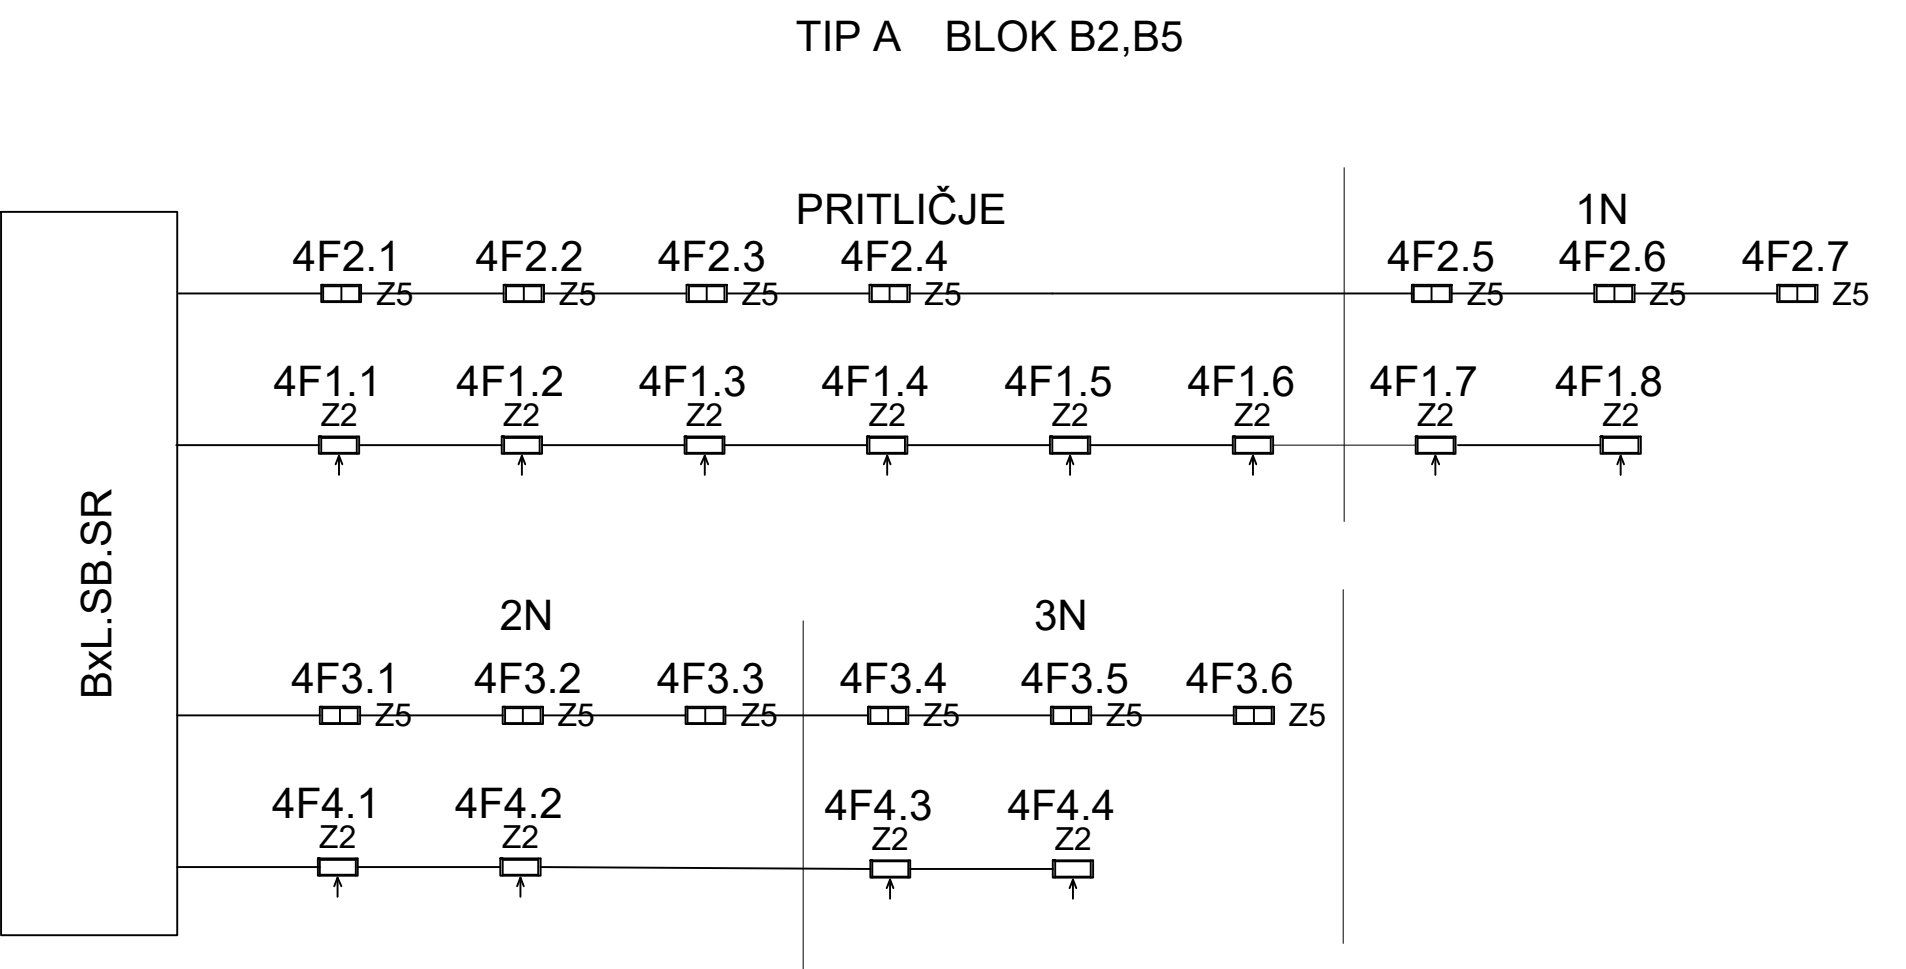 TIP A BLOK B2,B5
PRITLIČJE 1N
4F2.1 4F2.2 4F2.3 4F2.4 4F2.5 4F2.6 4F2.7
Z5 Z5 Z5 Z5 Z5 Z5 Z5
4F1.1 4F1.2 4F1.3 4F1.4 4F1.5 4F1.6 4F1.7 4F1.8
Z2 Z2 Z2 Z2 Z2 Z2 Z2 Z2
BxL.SB.SR
2N 3N
4F3.1 4F3.2 4F3.3 4F3.4 4F3.5 4F3.6
Z5 Z5 Z5 Z5 Z5 Z5
4F4.1 4F4.2 4F4.3 4F4.4
Z2 Z2 Z2 Z2